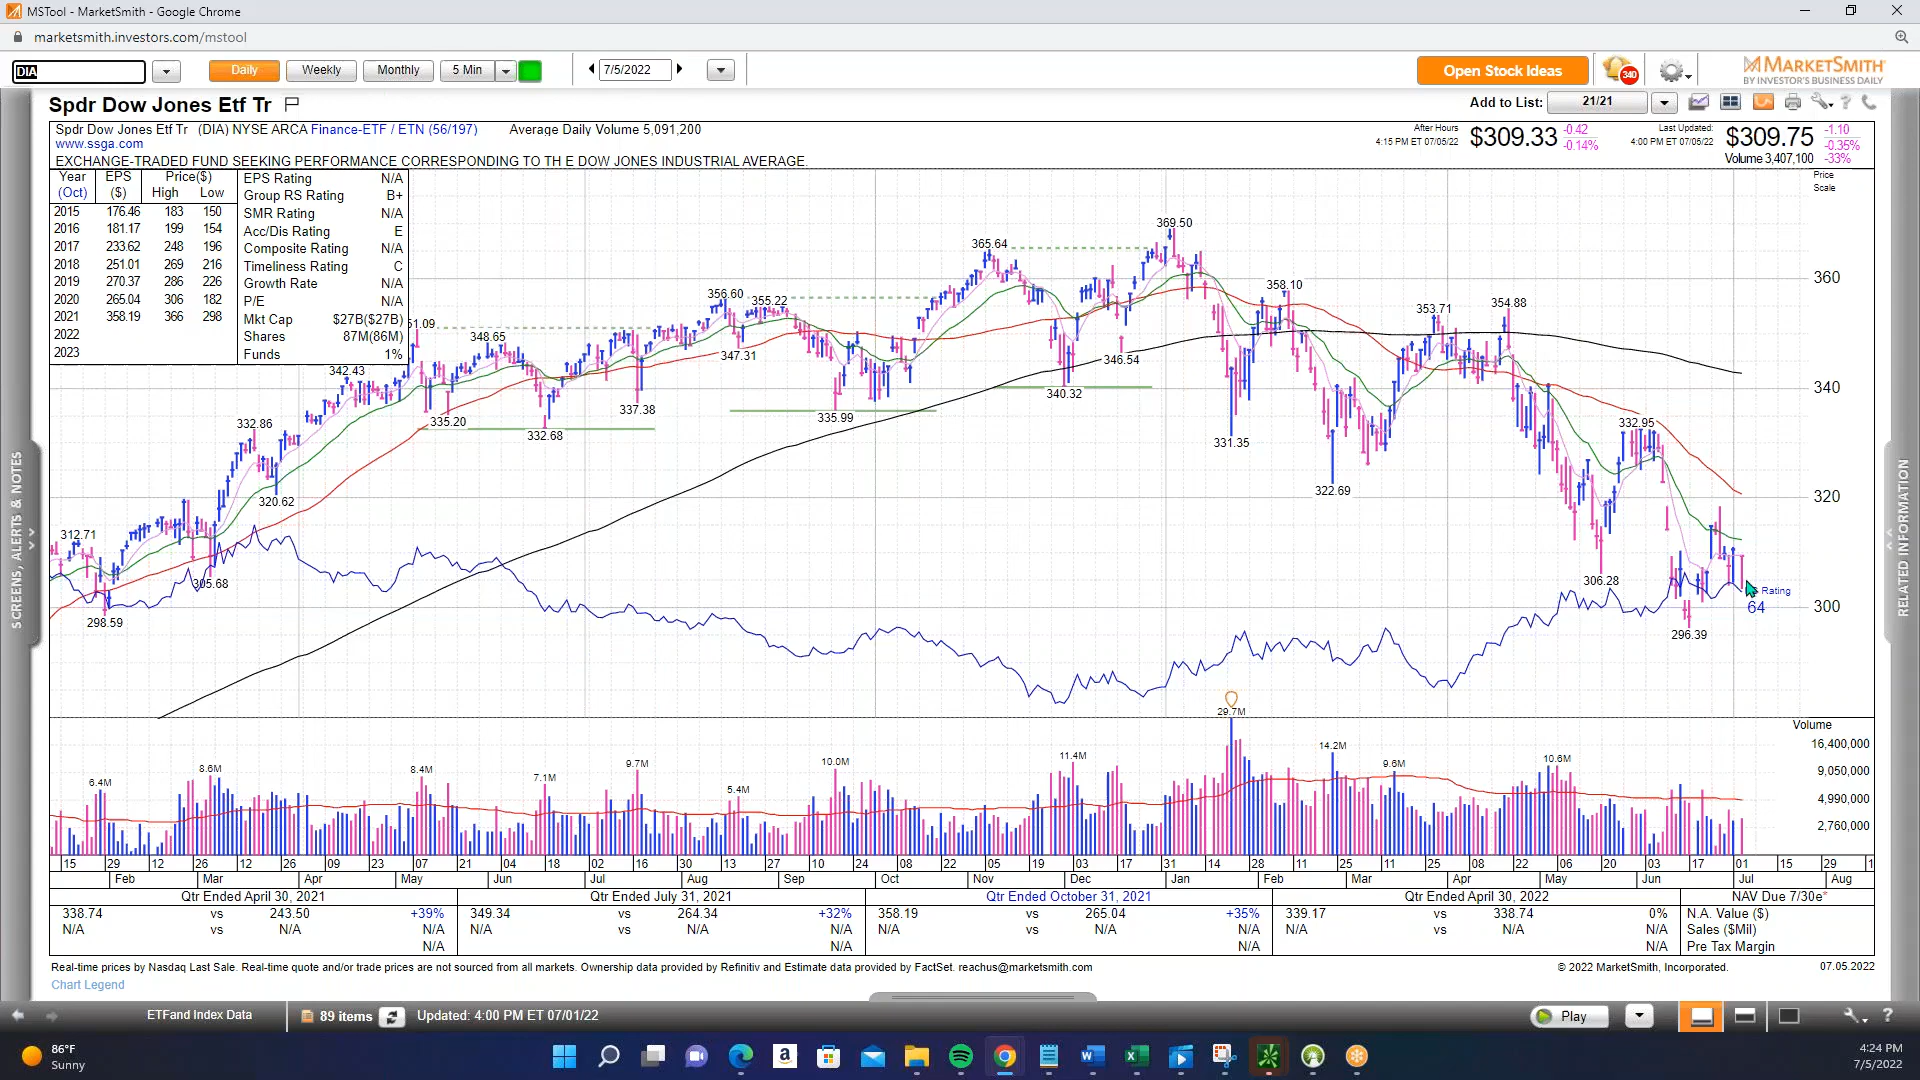 MSTool - MarketSmith - Google Chrome
marketsmith.investors.com/mstool
DIA
Daily
Weekly
Monthly
5 Min
7/5/2022
Open Stock Ideas
340
MARKETSMITH
BY INVESTOR'S BUSINESS DAILY
Spdr Dow Jones Etf Tr
Add to List:
21/21
Spdr Dow Jones Etf Tr (DIA) NYSE ARCA Finance-ETF / ETN (56/197) Average Daily Volume 5,091,200
www.ssga.com
EXCHANGE-TRADED FUND SEEKING PERFORMANCE CORRESPONDING TO TH E DOW JONES INDUSTRIAL AVERAGE.
After Hours
4:15 PM ET 07/05/22
$309.33
-0.42
-0.14%
Last Updated:
4:00 PM ET 07/05/22
$309.75
-1.10
-0.35%
Volume 3,407,100 -33%
Year EPS Price($)
(Oct) ($) High Low
2015 176.46 183 150
2016 181.17 199 154
2017 233.62 248 196
2018 251.01 269 216
2019 270.37 286 226
2020 265.04 306 182
2021 358.19 366 298
2022
2023
EPS Rating N/A
Group RS Rating B+
SMR Rating N/A
Acc/Dis Rating E
Composite Rating N/A
Timeliness Rating C
Growth Rate N/A
P/E N/A
Mkt Cap $27B($27B)
Shares 87M(86M)
Funds 1%
Price
Scale
360
340
320
300
312.71
298.59
332.86
305.68
320.62
342.43
51.09
335.20
348.65
332.68
337.38
356.60
347.31
355.22
335.99
365.64
340.32
346.54
369.50
331.35
358.10
322.69
353.71
354.88
306.28
332.95
296.39
Rating
64
Volume
16,400,000
9,050,000
4,990,000
2,760,000
6.4M
8.6M
8.4M
7.1M
9.7M
5.4M
10.0M
11.4M
29.7M
14.2M
9.6M
10.6M
15 29 12 26 12 26 09 23 07 21 04 18 02 16 30 13 27 10 24 08 22 05 19 03 17 31 14 28 11 25 11 25 08 22 06 20 03 17 01 15 29 1
Feb Mar Apr May Jun Jul Aug Sep Oct Nov Dec Jan Feb Mar Apr May Jun Jul Aug
Qtr Ended April 30, 2021
338.74 vs 243.50 +39%
N/A vs N/A N/A
N/A
Qtr Ended July 31, 2021
349.34 vs 264.34 +32%
N/A vs N/A N/A
N/A
Qtr Ended October 31, 2021
358.19 vs 265.04 +35%
N/A vs N/A N/A
N/A
Qtr Ended April 30, 2022
339.17 vs 338.74 0%
N/A vs N/A N/A
N/A
NAV Due 7/30e*
N.A. Value ($)
Sales ($Mil)
Pre Tax Margin
Real-time prices by Nasdaq Last Sale. Real-time quote and/or trade prices are not sourced from all markets. Ownership data provided by Refinitiv and Estimate data provided by FactSet. reachus@marketsmith.com
© 2022 MarketSmith, Incorporated.
07.05.2022
Chart Legend
SCREENS, ALERTS & NOTES
RELATED INFORMATION
ETFand Index Data
89 items
Updated: 4:00 PM ET 07/01/22
Play
86°F
Sunny
4:24 PM
7/5/2022